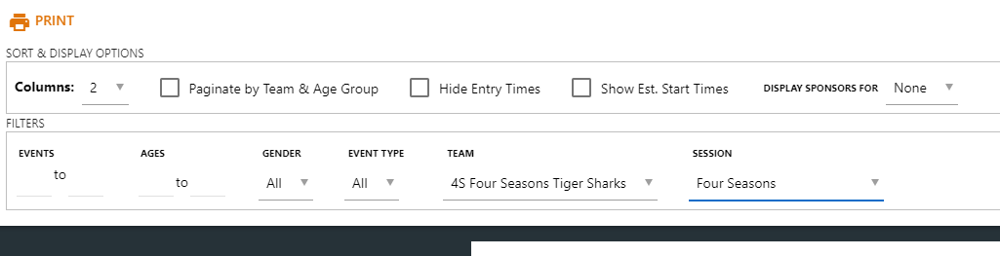 PRINT
SORT & DISPLAY OPTIONS
Columns: 2 Paginate by Team & Age Group Hide Entry Times Show Est. Start Times DISPLAY SPONSORS FOR None
FILTERS
EVENTS AGES GENDER EVENT TYPE TEAM SESSION
to to All All 4S Four Seasons Tiger Sharks Four Seasons